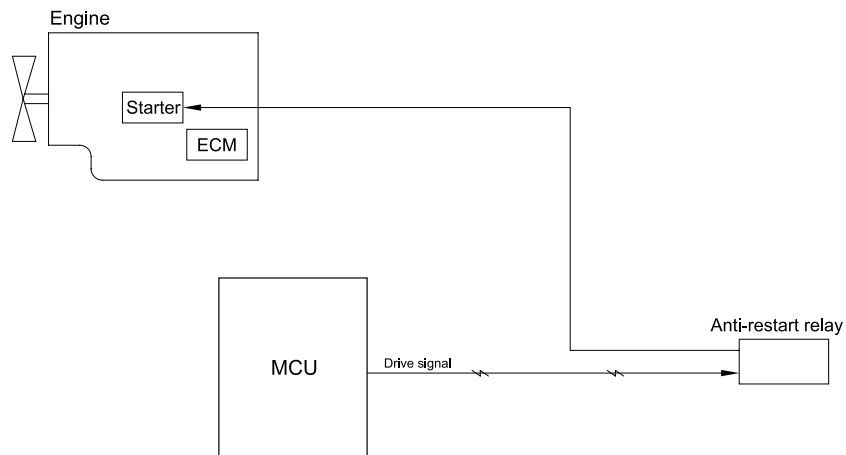 Engine
Starter
ECM
Anti-restart relay
MCU
Drive signal